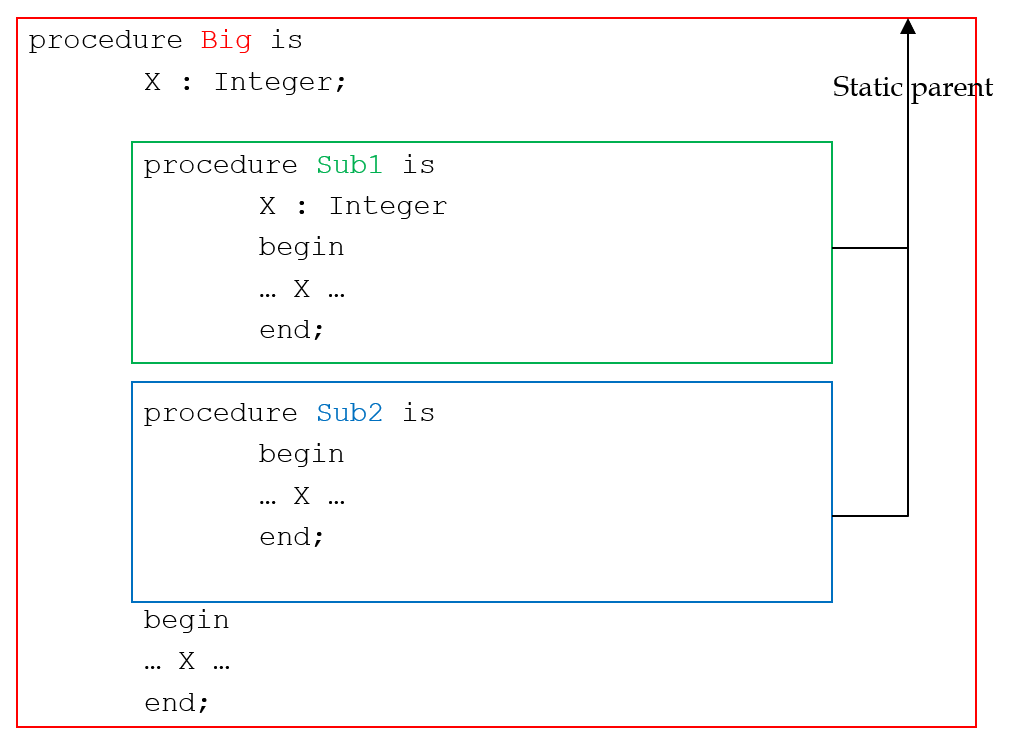 procedure Big is
X : Integer;
Static parent
procedure Sub1 is
X : Integer
begin
… X …
end;
procedure Sub2 is
begin
… X …
end;
begin
… X …
end;